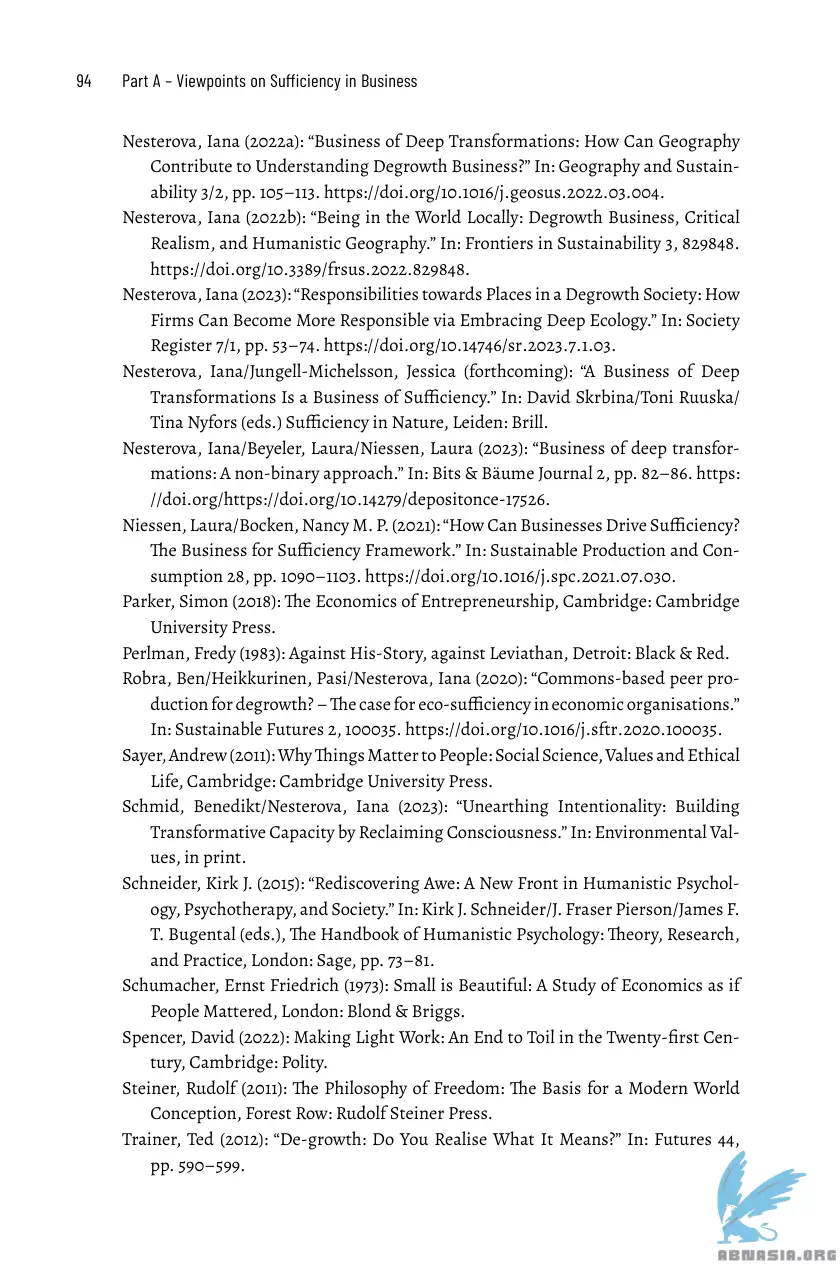 94 Part A – Viewpoints on Sufficiency in Business
Nesterova, Iana (2022a): “Business of Deep Transformations: How Can Geography
Contribute to Understanding Degrowth Business?” In: Geography and Sustain-
ability 3/2, pp. 105–113. https://doi.org/10.1016/j.geosus.2022.03.004.
Nesterova, Iana (2022b): “Being in the World Locally: Degrowth Business, Critical
Realism, and Humanistic Geography.” In: Frontiers in Sustainability 3, 829848.
https://doi.org/10.3389/frsus.2022.829848.
Nesterova, Iana (2023): “Responsibilities towards Places in a Degrowth Society: How
Firms Can Become More Responsible via Embracing Deep Ecology.” In: Society
Register 7/1, pp. 53–74. https://doi.org/10.14746/sr.2023.7.1.03.
Nesterova, Iana/Jungell-Michelsson, Jessica (forthcoming): “A Business of Deep
Transformations Is a Business of Sufficiency.” In: David Skrbina/Toni Ruuska/
Tina Nyfors (eds.) Sufficiency in Nature, Leiden: Brill.
Nesterova, Iana/Beyeler, Laura/Niessen, Laura (2023): “Business of deep transfor-
mations: A non-binary approach.” In: Bits & Bäume Journal 2, pp. 82–86. https:
//doi.org/https://doi.org/10.14279/depositonce-17526.
Niessen, Laura/Bocken, Nancy M. P. (2021): “How Can Businesses Drive Sufficiency?
The Business for Sufficiency Framework.” In: Sustainable Production and Con-
sumption 28, pp. 1090–1103. https://doi.org/10.1016/j.spc.2021.07.030.
Parker, Simon (2018): The Economics of Entrepreneurship, Cambridge: Cambridge
University Press.
Perlman, Fredy (1983): Against His-Story, against Leviathan, Detroit: Black & Red.
Robra, Ben/Heikkurinen, Pasi/Nesterova, Iana (2020): “Commons-based peer pro-
duction for degrowth? – The case for eco-sufficiency in economic organisations.”
In: Sustainable Futures 2, 100035. https://doi.org/10.1016/j.sftr.2020.100035.
Sayer, Andrew (2011): Why Things Matter to People: Social Science, Values and Ethical
Life, Cambridge: Cambridge University Press.
Schmid, Benedikt/Nesterova, Iana (2023): “Unearthing Intentionality: Building
Transformative Capacity by Reclaiming Consciousness.” In: Environmental Val-
ues, in print.
Schneider, Kirk J. (2015): “Rediscovering Awe: A New Front in Humanistic Psychol-
ogy, Psychotherapy, and Society.” In: Kirk J. Schneider/J. Fraser Pierson/James F.
T. Bugental (eds.), The Handbook of Humanistic Psychology: Theory, Research,
and Practice, London: Sage, pp. 73–81.
Schumacher, Ernst Friedrich (1973): Small is Beautiful: A Study of Economics as if
People Mattered, London: Blond & Briggs.
Spencer, David (2022): Making Light Work: An End to Toil in the Twenty-first Cen-
tury, Cambridge: Polity.
Steiner, Rudolf (2011): The Philosophy of Freedom: The Basis for a Modern World
Conception, Forest Row: Rudolf Steiner Press.
Trainer, Ted (2012): “De-growth: Do You Realise What It Means?” In: Futures 44,
pp. 590–599.
ABNASIA.ORG